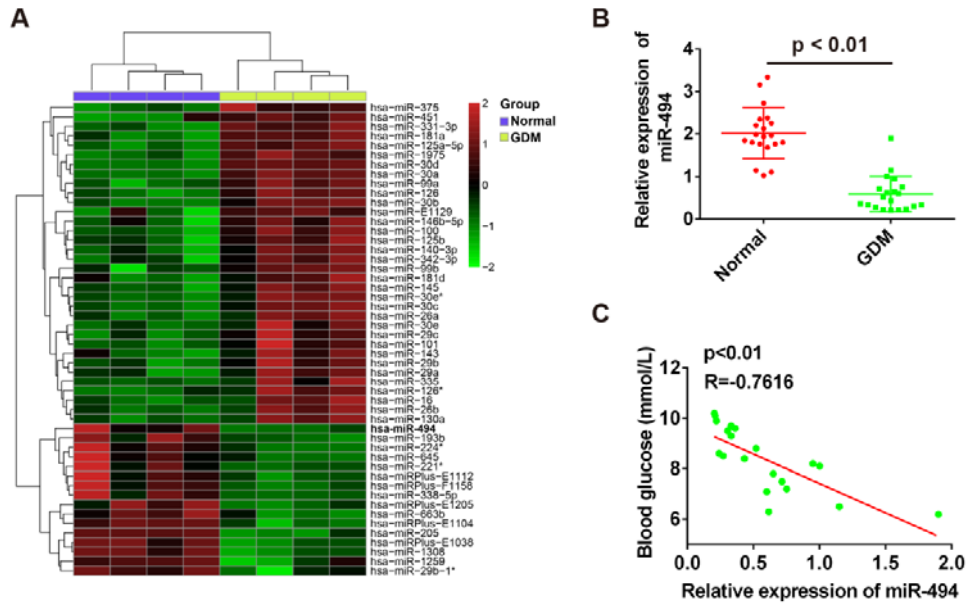 A
hsa-miR-375
hsa-miR-451
hsa-miR-331-3p
hsa-miR-181a
hsa-miR-125a-5p
hsa-miR-1975
hsa-miR-30d
hsa-miR-30a
hsa-miR-99a
hsa-miR-126
hsa-miR-30b
hsa-miR-E1129
hsa-miR-146b-5p
hsa-miR-100
hsa-miR-125b
hsa-miR-140-3p
hsa-miR-342-3p
hsa-miR-99b
hsa-miR-181d
hsa-miR-145
hsa-miR-30e*
hsa-miR-30c
hsa-miR-26a
hsa-miR-30e
hsa-miR-29c
hsa-miR-101
hsa-miR-143
hsa-miR-29b
hsa-miR-29a
hsa-miR-335
hsa-miR-126*
hsa-miR-16
hsa-miR-26b
hsa-miR-130a
hsa-miR-494
hsa-miR-193b
hsa-miR-224*
hsa-miR-645
hsa-miR-221*
hsa-miRPlus-E1112
hsa-miRPlus-F1156
hsa-miR-338-5p
hsa-miRPlus-E1205
hsa-miR-663b
hsa-miRPlus-E1104
hsa-miR-205
hsa-miRPlus-E1038
hsa-miR-1308
hsa-miR-1259
hsa-miR-29b-1*
2
1
0
−1
−2
Group
Normal
GDM
B
p < 0.01
Relative expression of
miR-494
4
3
2
1
0
Normal
GDM
C
p<0.01
R=-0.7616
Blood glucose (mmol/L)
12
10
8
6
0.0 0.5 1.0 1.5 2.0
Relative expression of miR-494